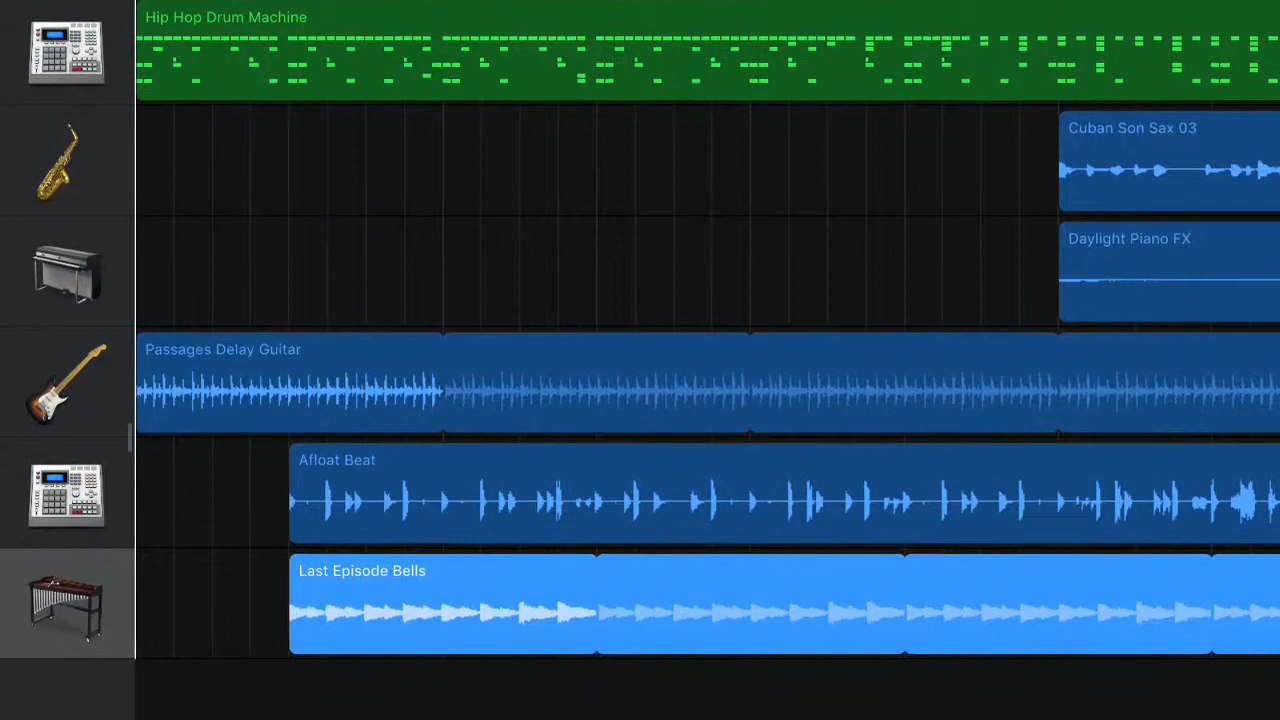 Hip Hop Drum Machine
Cuban Son Sax 03
Daylight Piano FX
Passages Delay Guitar
Afloat Beat
Last Episode Bells